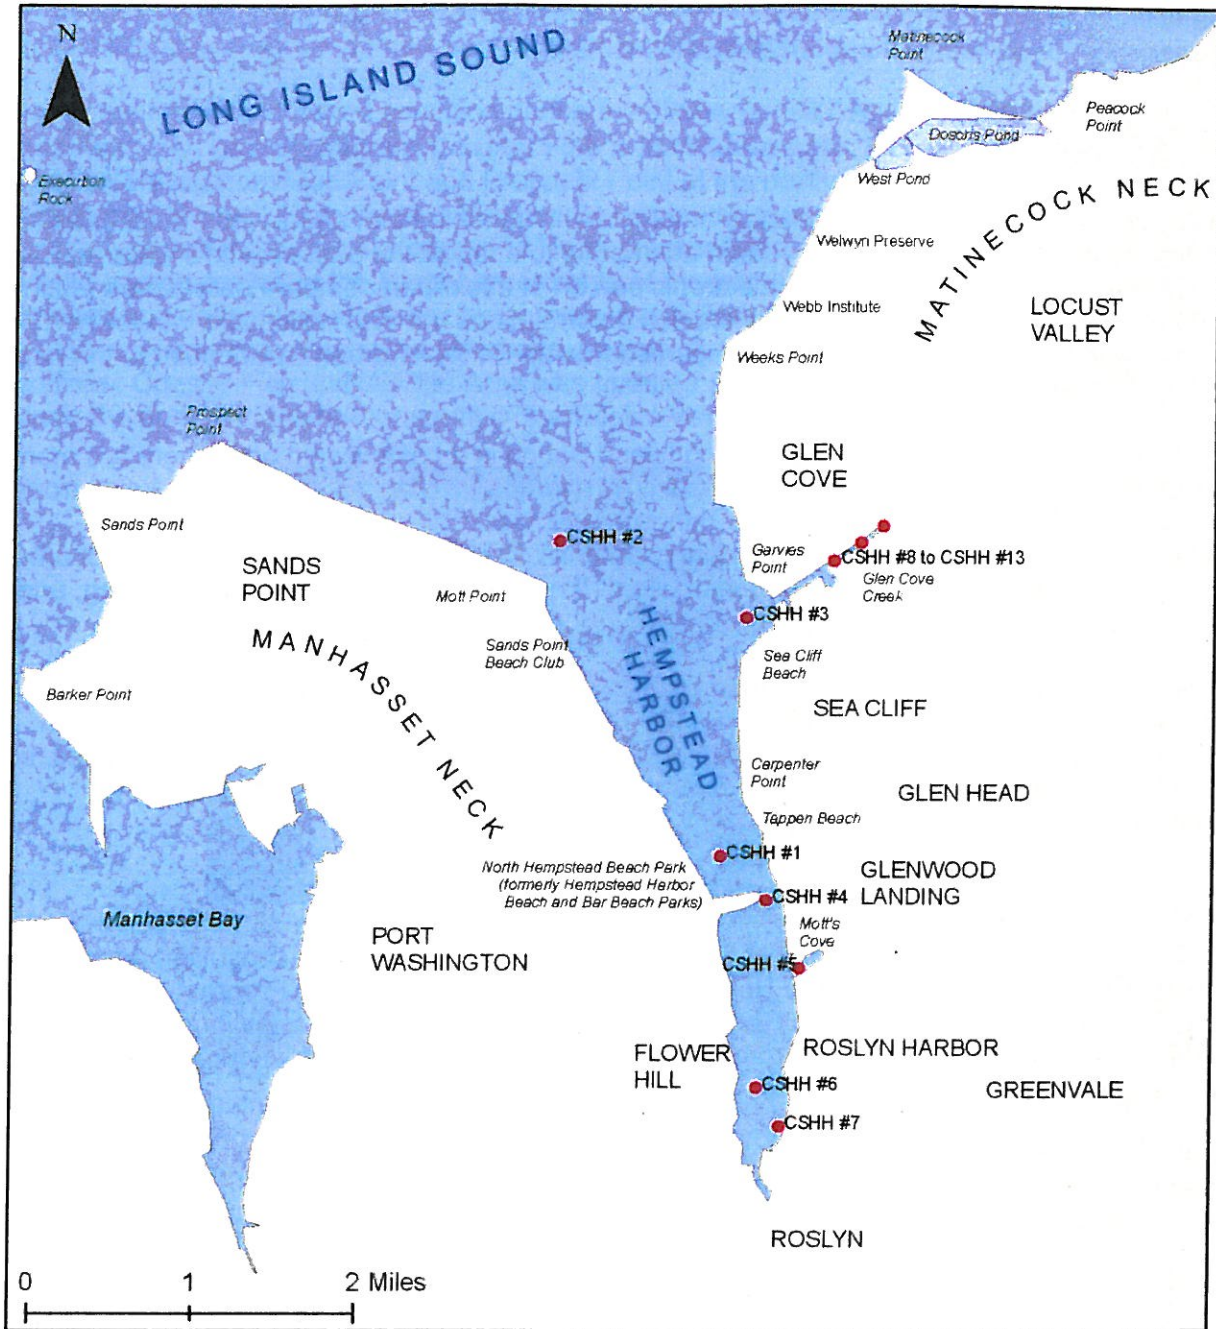 N
LONG ISLAND SOUND
Matinecock
Point
Peacock
Point
Dosoris Pond
West Pond
Execution
Rock
MATINECOCK NECK
Welwyn Preserve
Webb Institute
LOCUST
VALLEY
Weeks Point
Prospect
Point
GLEN
COVE
Sands Point
CSHH #2
Garvies
Point
CSHH #8 to CSHH #13
Glen Cove
Creek
SANDS
POINT
Mott Point
CSHH #3
HEMPSTEAD
HARBOR
MANHASSET NECK
Sands Point
Beach Club
Sea Cliff
Beach
Barker Point
SEA CLIFF
Carpenter
Point
GLEN HEAD
Tappen Beach
CSHH #1
North Hempstead Beach Park
(formerly Hempstead Harbor
Beach and Bar Beach Parks)
GLENWOOD
LANDING
CSHH #4
Manhasset Bay
Mott's
Cove
PORT
WASHINGTON
CSHH #5
FLOWER
HILL
ROSLYN HARBOR
CSHH #6
GREENVALE
CSHH #7
ROSLYN
0 1 2 Miles